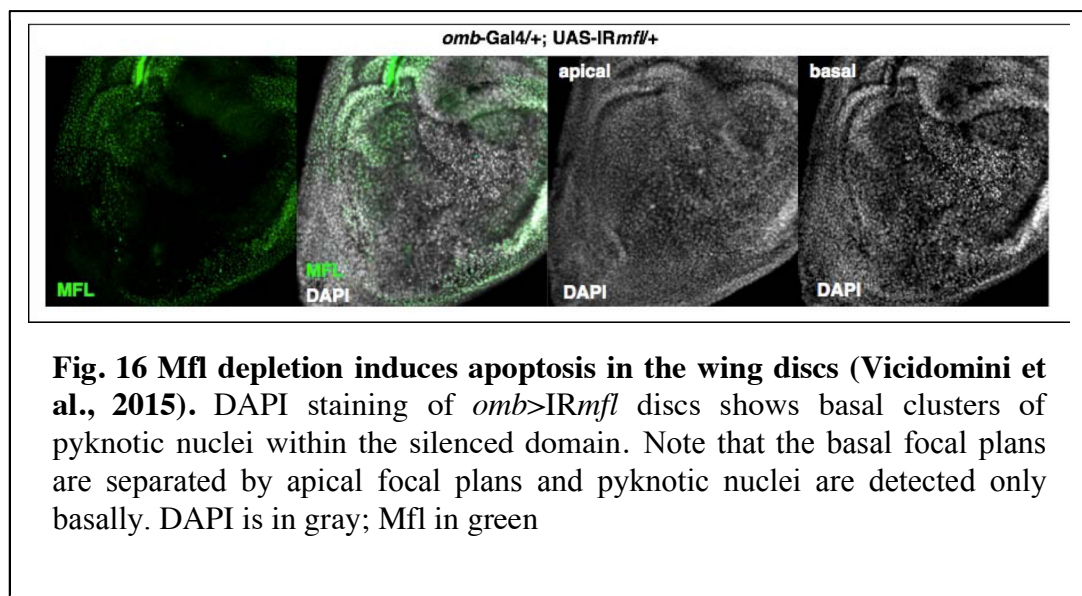 omb-Gal4/+; UAS-IRmfl/+
apical
basal
MFL
MFL
DAPI
DAPI
DAPI
Fig. 16 Mfl depletion induces apoptosis in the wing discs (Vicidomini et
al., 2015). DAPI staining of omb>IRmfl discs shows basal clusters of
pyknotic nuclei within the silenced domain. Note that the basal focal plans
are separated by apical focal plans and pyknotic nuclei are detected only
basally. DAPI is in gray; Mfl in green